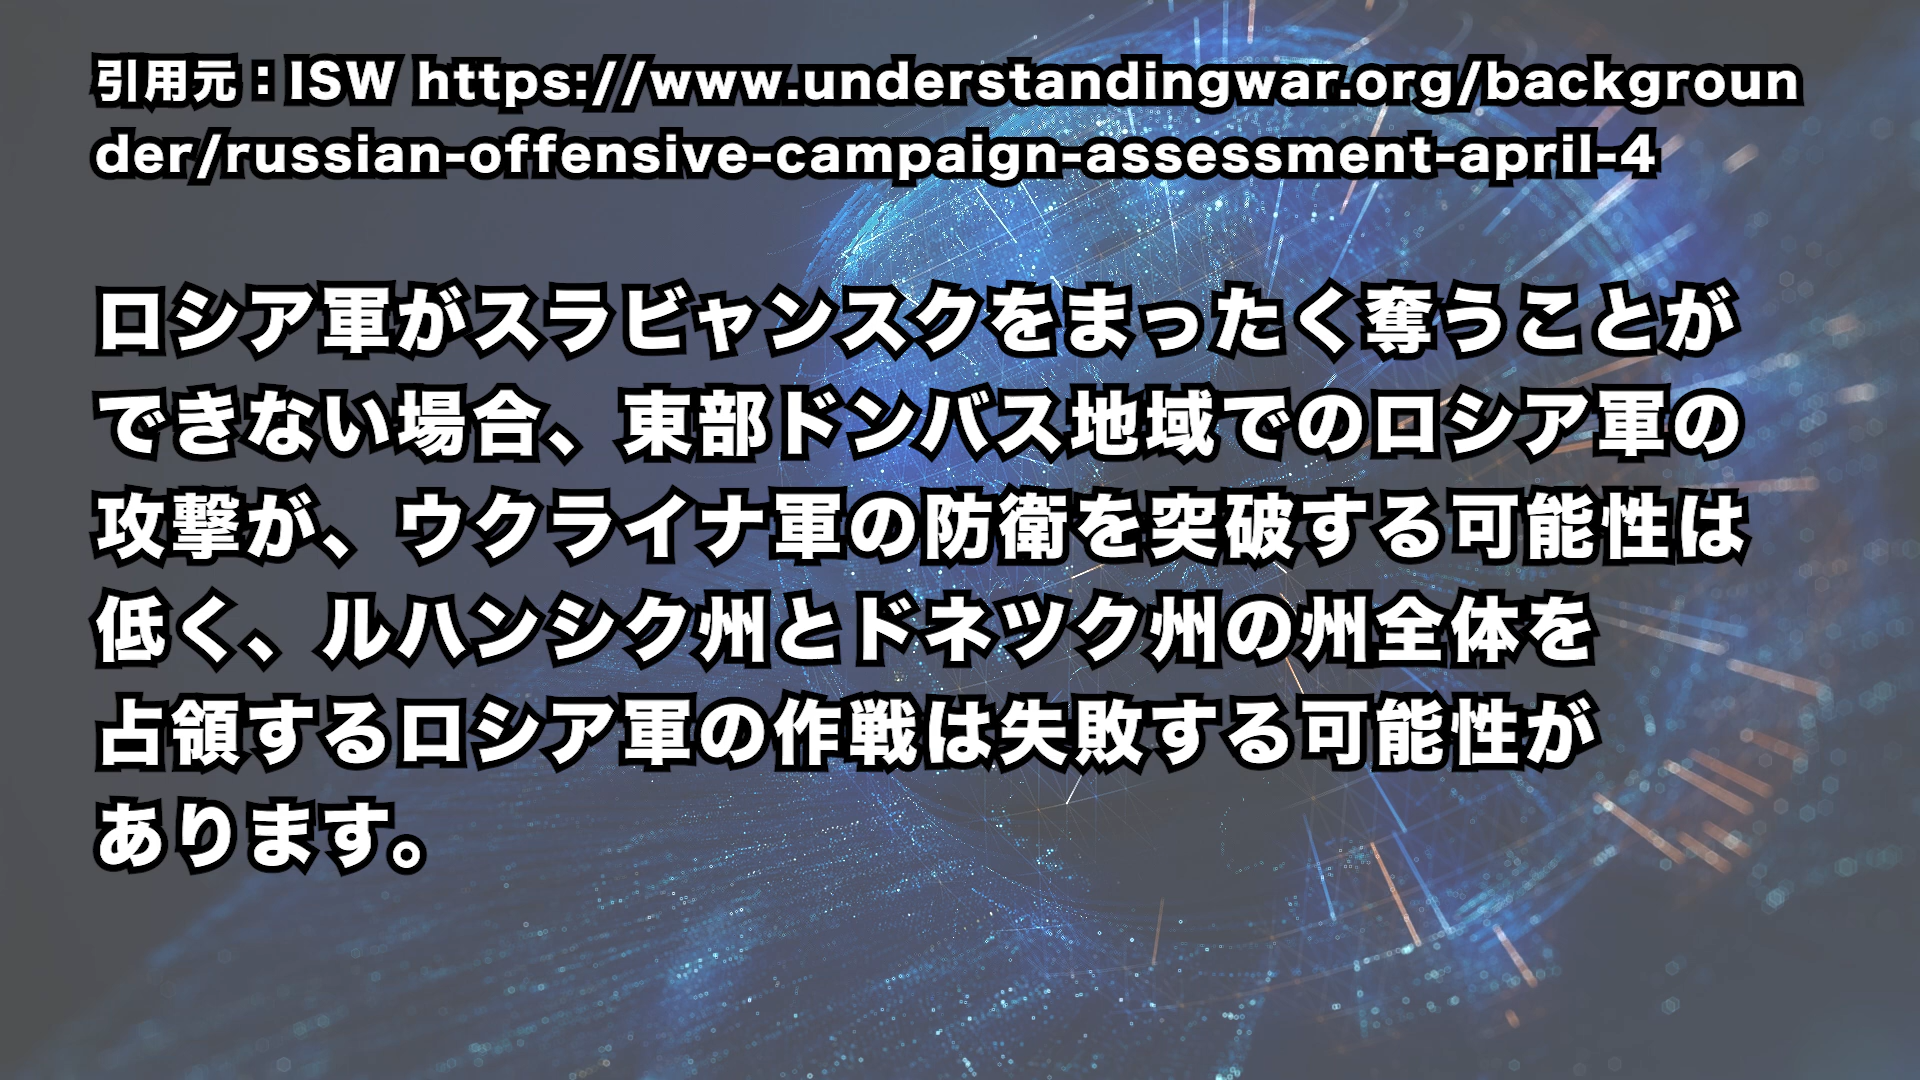 引用元：ISW https://www.understandingwar.org/backgroun
der/russian-offensive-campaign-assessment-april-4
ロシア軍がスラビャンスクをまったく奪うことが
できない場合、東部ドンバス地域でのロシア軍の
攻撃が、ウクライナ軍の防衛を突破する可能性は
低く、ルハンシク州とドネツク州の州全体を
占領するロシア軍の作戦は失敗する可能性が
あります。